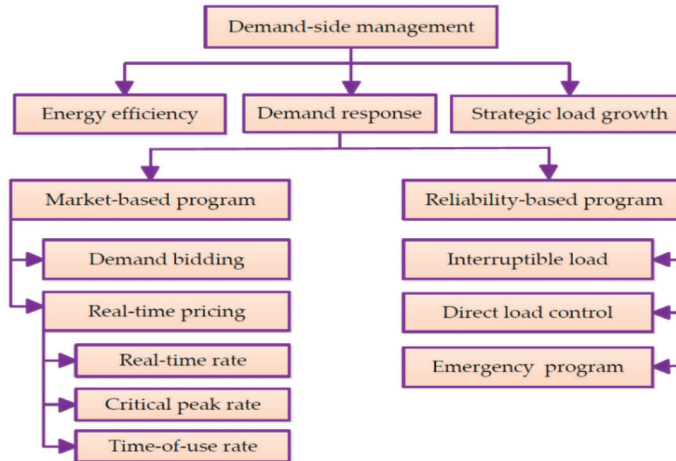 Demand-side management
Energy efficiency
Demand response
Strategic load growth
Market-based program
Reliability-based program
Demand bidding
Interruptible load
Real-time pricing
Direct load control
Real-time rate
Emergency program
Critical peak rate
Time-of-use rate